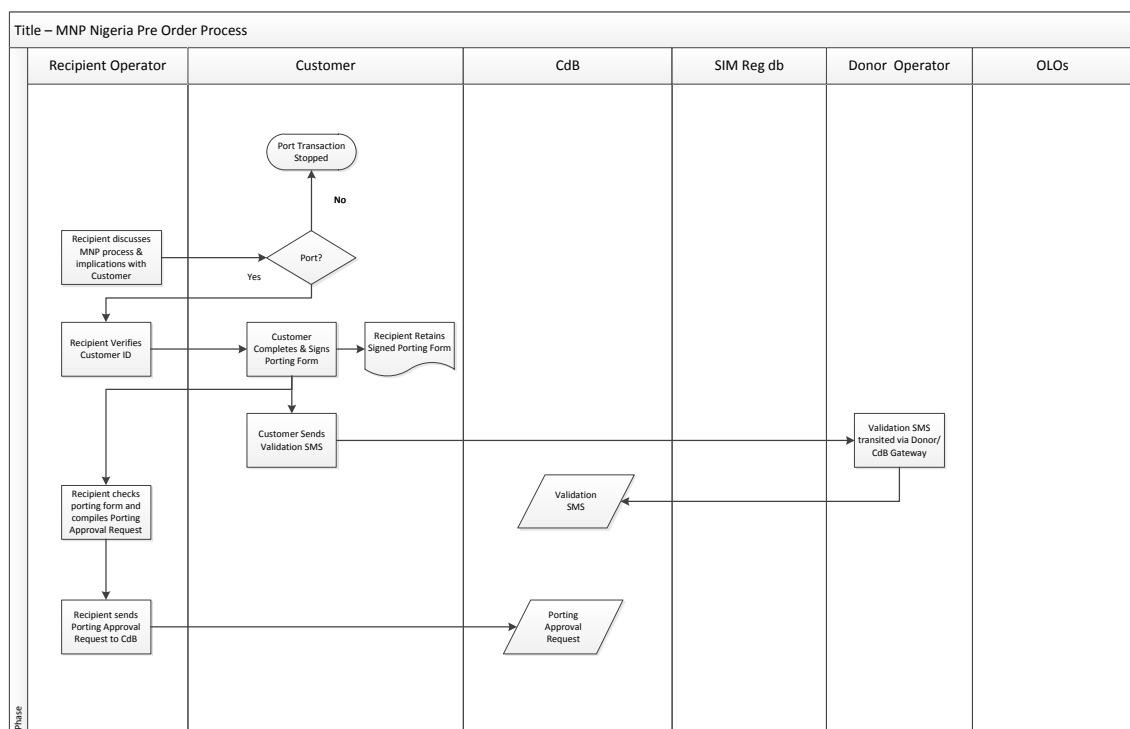 Title – MNP Nigeria Pre Order Process
Recipient Operator
Customer
CdB
SIM Reg db
Donor Operator
OLOs
Port Transaction
Stopped
No
Recipient discusses
MNP process &
implications with
Customer
Port?
Yes
Recipient Verifies
Customer ID
Customer
Completes & Signs
Porting Form
Recipient Retains
Signed Porting Form
Customer Sends
Validation SMS
Validation SMS
transited via Donor/
CdB Gateway
Recipient checks
porting form and
compiles Porting
Approval Request
Validation
SMS
Recipient sends
Porting Approval
Request to CdB
Porting
Approval
Request
Phase